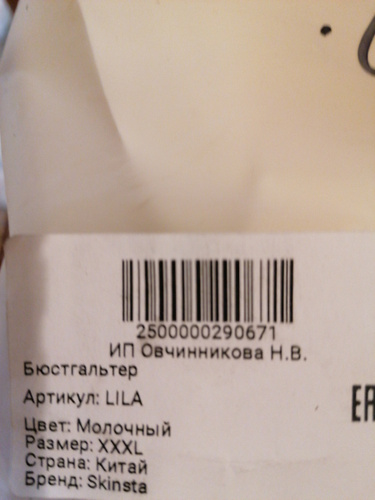 2500000290671
ИП Овчинникова Н.В.
Бюстгальтер
Артикул: LILA
Цвет: Молочный
Размер: XXXL
Страна: Китай
Бренд: Skinsta